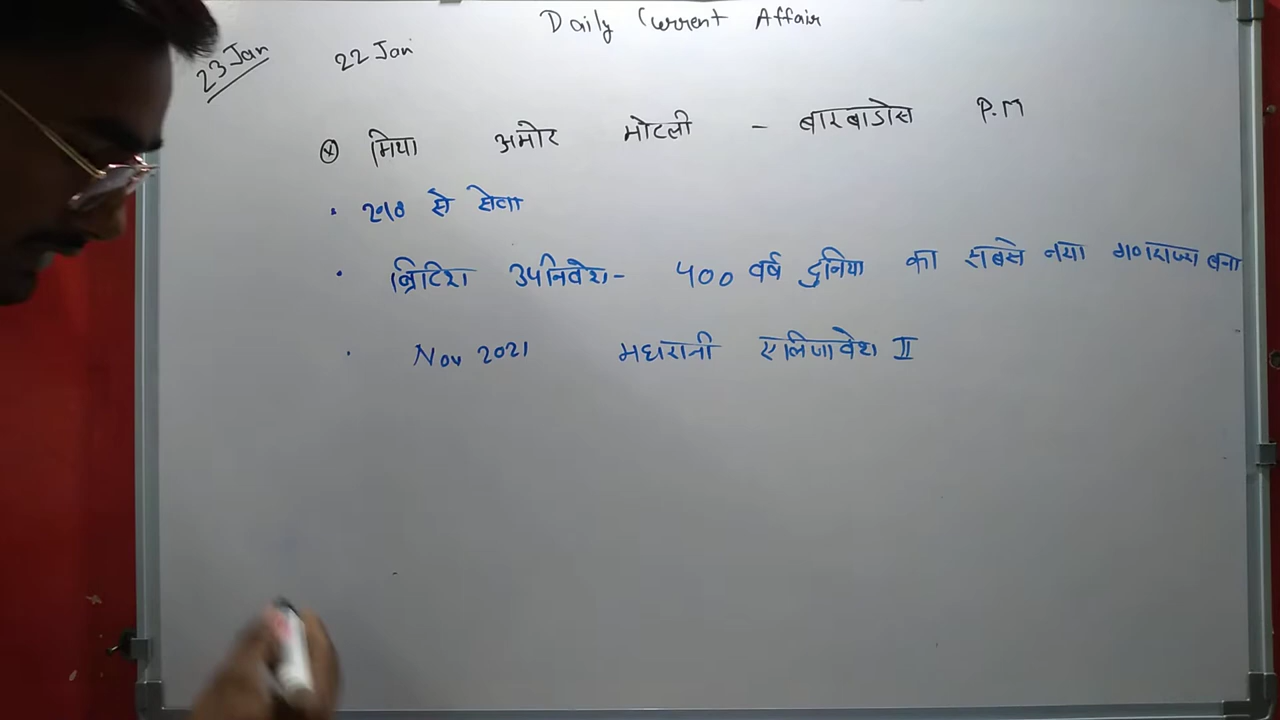 Daily Current Affair
23 Jan 22 Jan
मिया अमोर मोटली - बारबाडोस P.M
• 2018 से सेवा
• ब्रिटिश उपनिवेश - 400 वर्ष दुनिया का सबसे नया गणराज्य बना
• Nov 2021 महारानी एलिजावेथ II